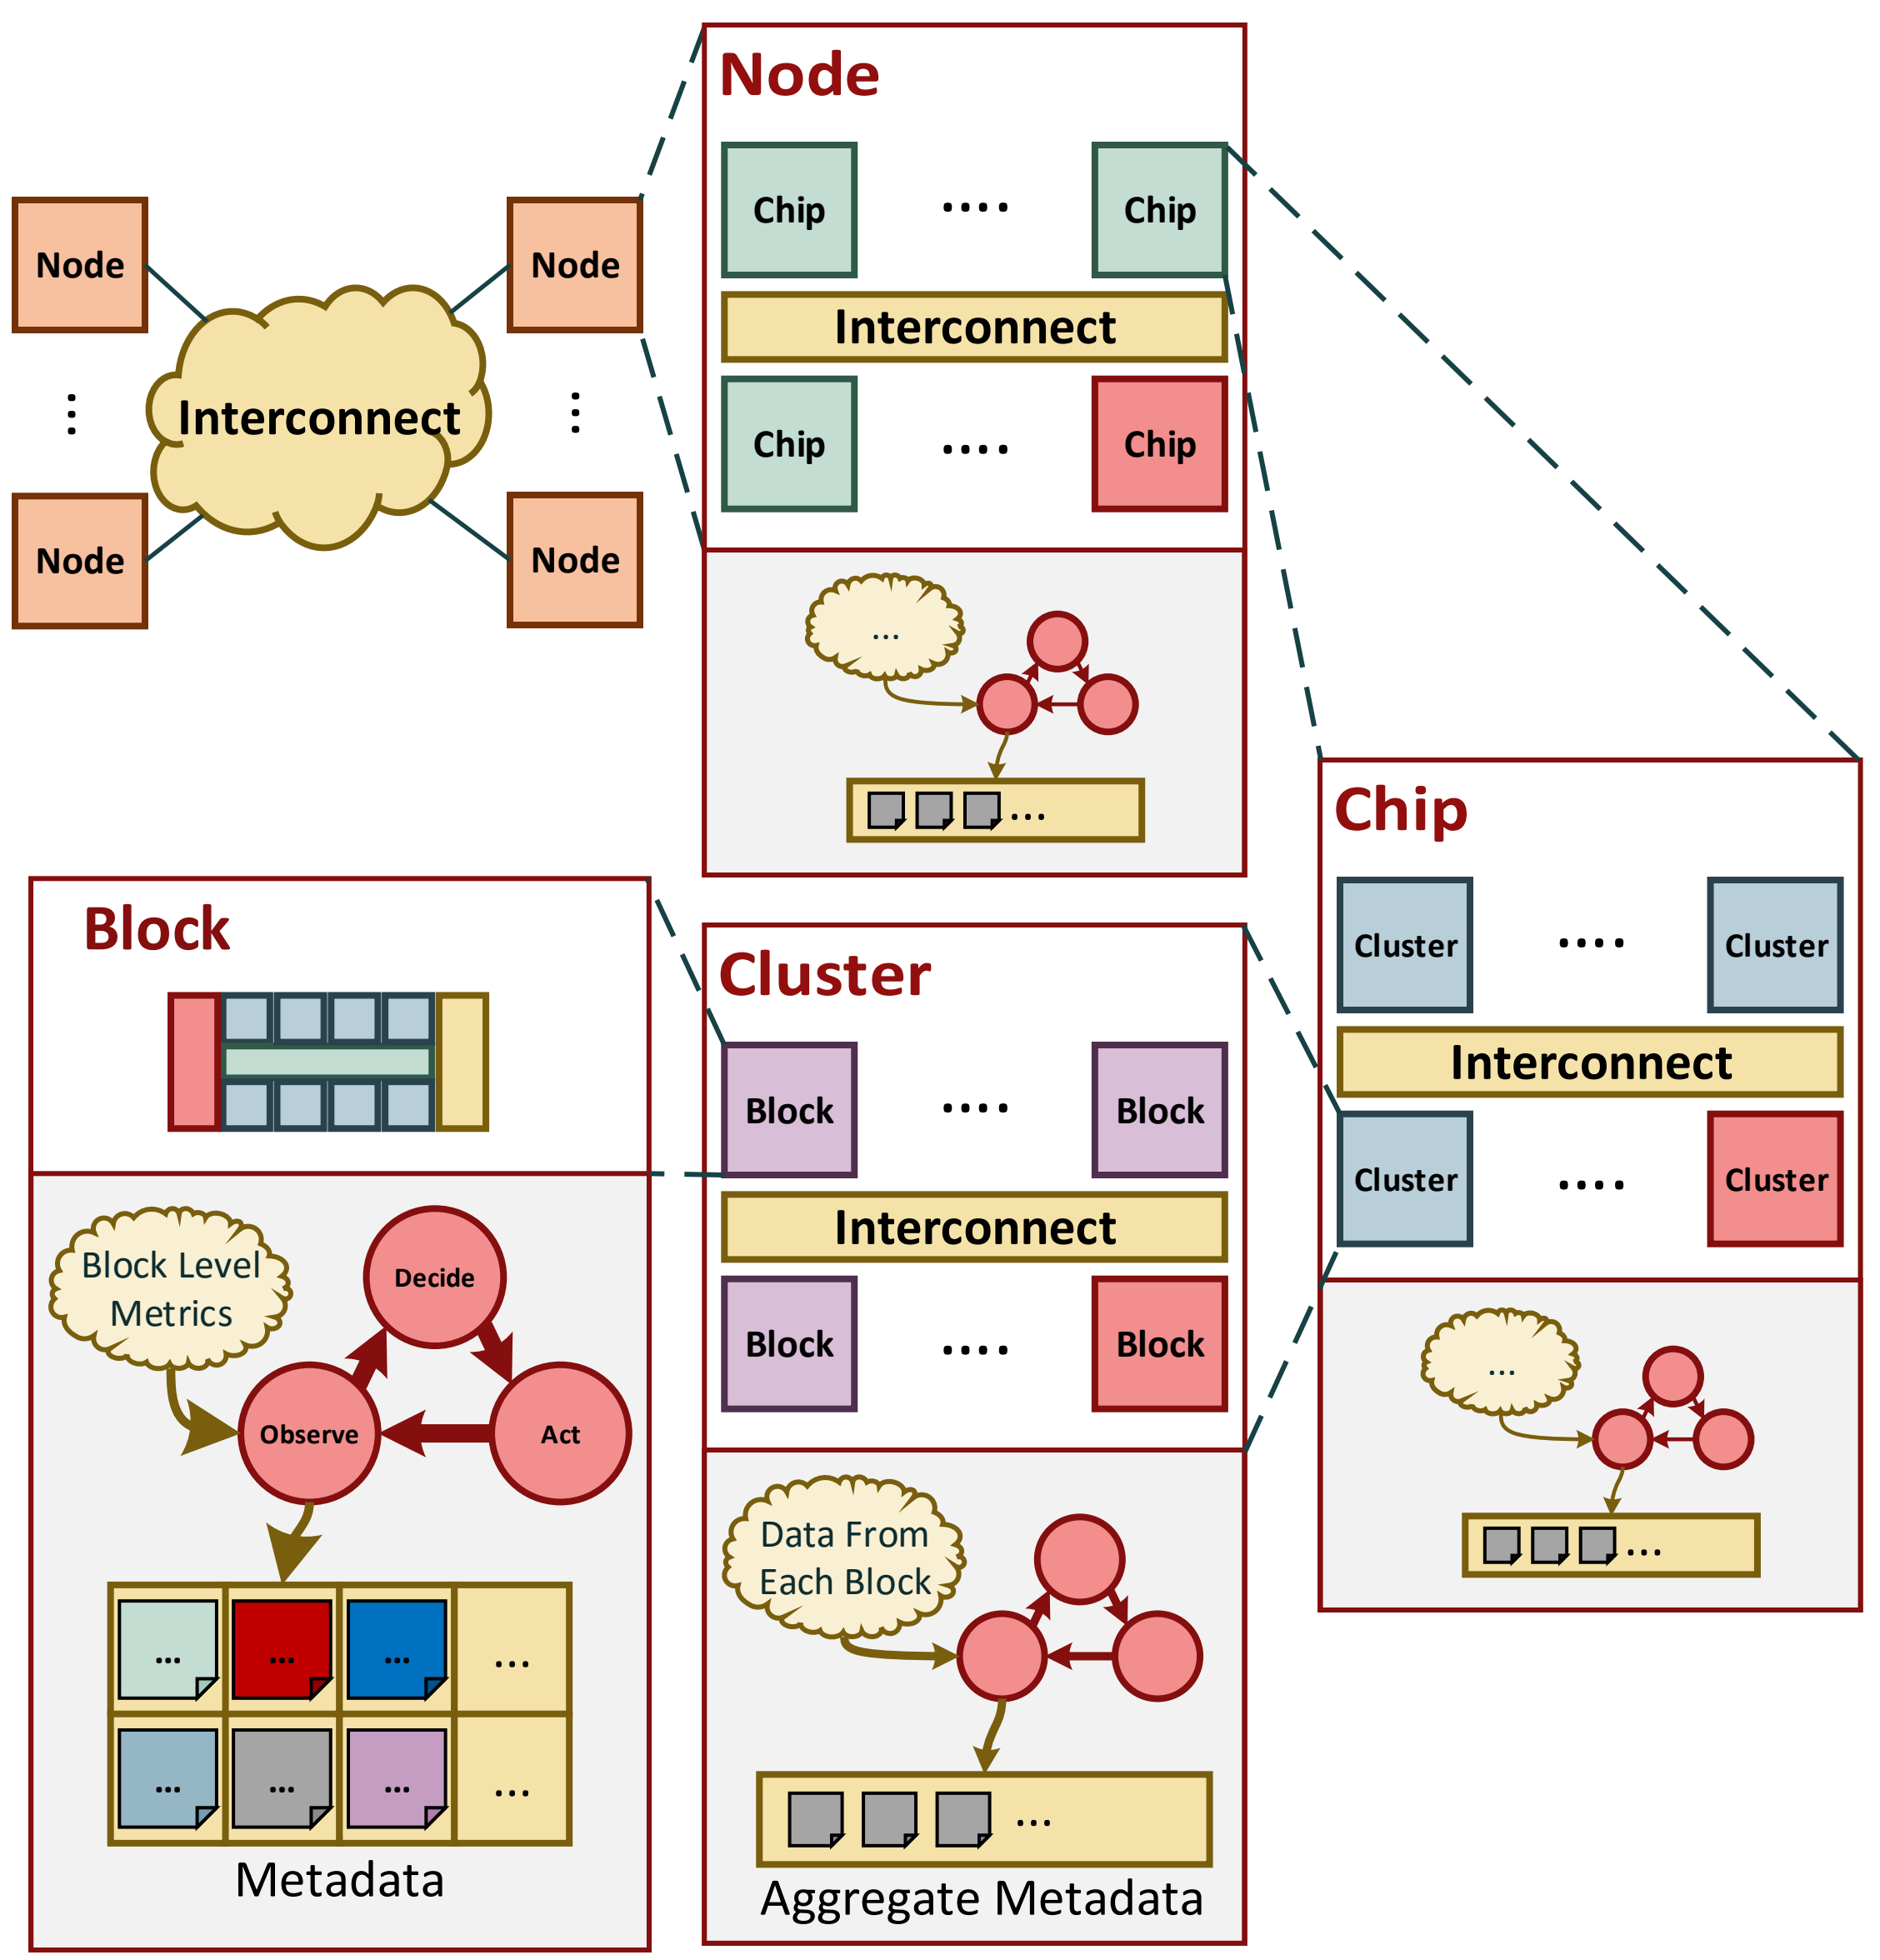 Node
Node
Interconnect
Node
Node
Node
Chip
....
Chip
Interconnect
Chip
....
Chip
...
...
Chip
Cluster
....
Cluster
Interconnect
Cluster
....
Cluster
...
...
Cluster
Block
....
Block
Interconnect
Block
....
Block
Data From
Each Block
...
Aggregate Metadata
Block
Block Level
Metrics
Decide
Observe
Act
... ... ... ...
... ... ... ...
Metadata